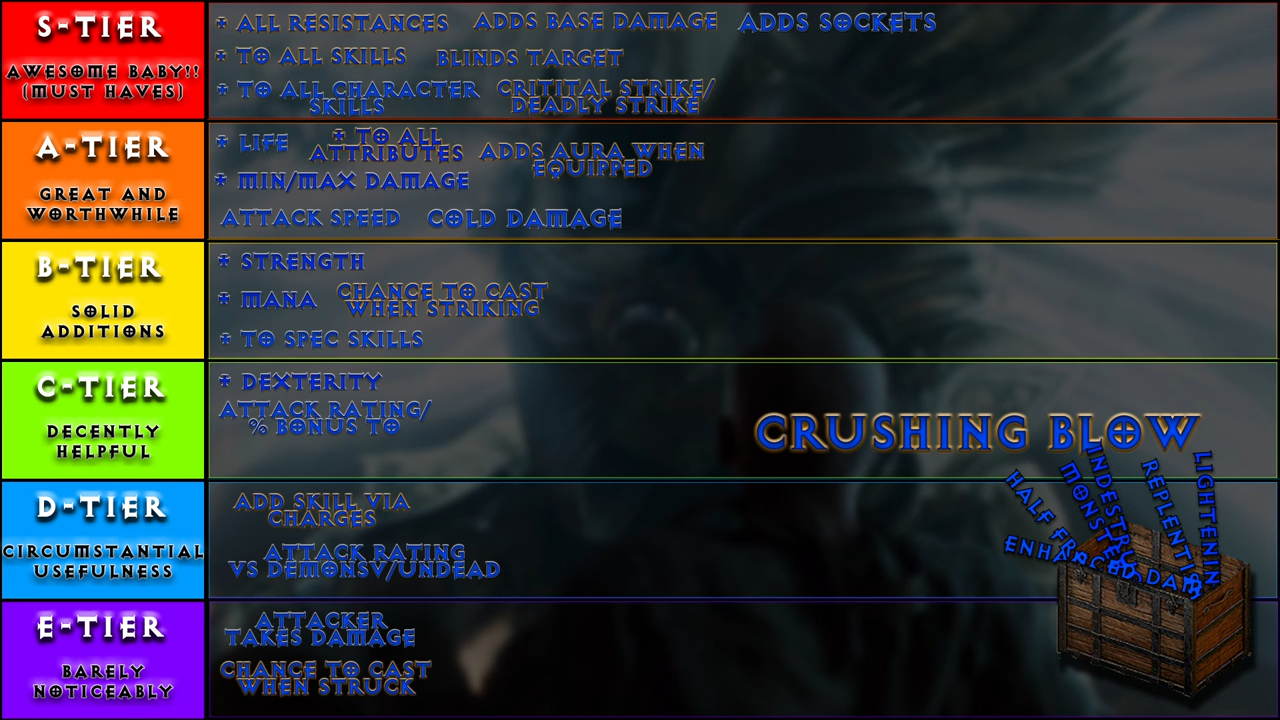 S-TIER
AWESOME BABY!!
(MUST HAVES)
+ ALL RESISTANCES
ADDS BASE DAMAGE
ADDS SOCKETS
+ TO ALL SKILLS
BLINDS TARGET
+ TO ALL CHARACTER
SKILLS
CRITITAL STRIKE/
DEADLY STRIKE
A-TIER
GREAT AND
WORTHWHILE
+ LIFE
+ TO ALL
ATTRIBUTES
ADDS AURA WHEN
EQUIPPED
+ MIN/MAX DAMAGE
ATTACK SPEED
COLD DAMAGE
B-TIER
SOLID
ADDITIONS
+ STRENGTH
+ MANA
CHANCE TO CAST
WHEN STRIKING
+ TO SPEC SKILLS
C-TIER
DECENTLY
HELPFUL
+ DEXTERITY
ATTACK RATING/
% BONUS TO
CRUSHING BLOW
D-TIER
CIRCUMSTANTIAL
USEFULNESS
ADD SKILL VIA
CHARGES
ATTACK RATING
VS DEMONSV/UNDEAD
HALF
LIGHTENIN
E-TIER
BARELY
NOTICEABLY
ATTACKER
TAKES DAMAGE
CHANCE TO CAST
WHEN STRUCK